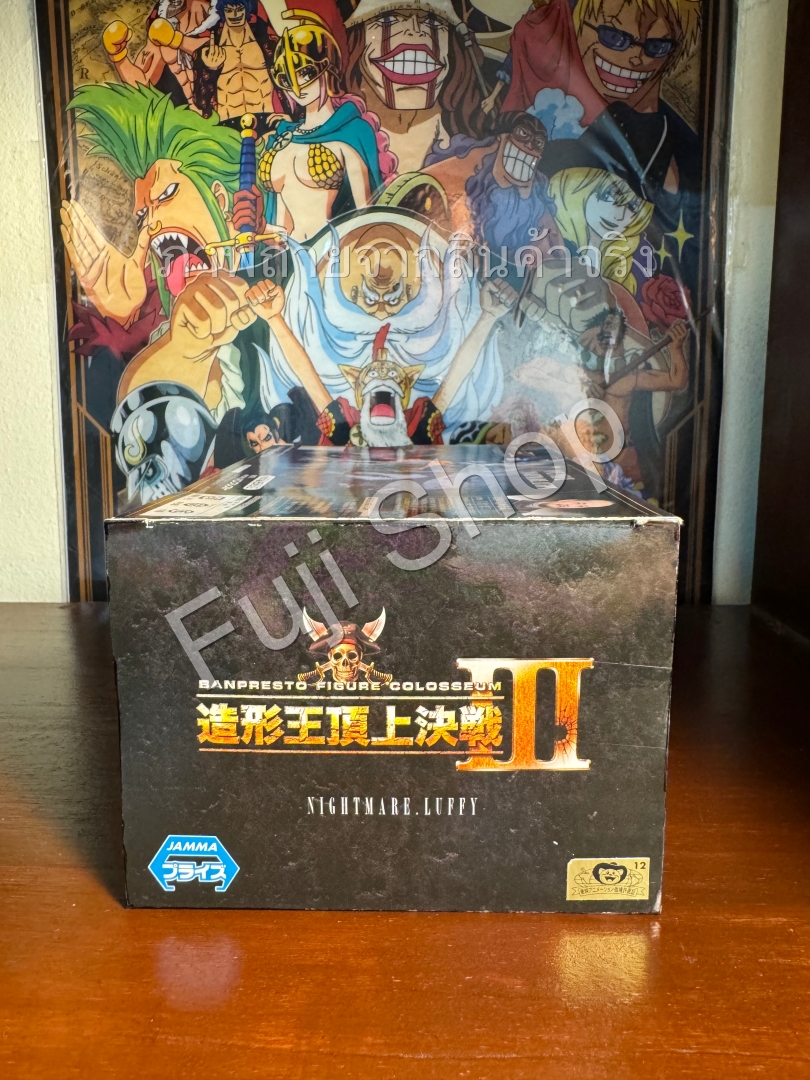 ภาพถ่ายจากสินค้าจริง
Fuji Shop
BANPRESTO FIGURE COLOSSEUM
造形王頂上決戦 III
NIGHTMARE.LUFFY
JAMMA
プライズ
12